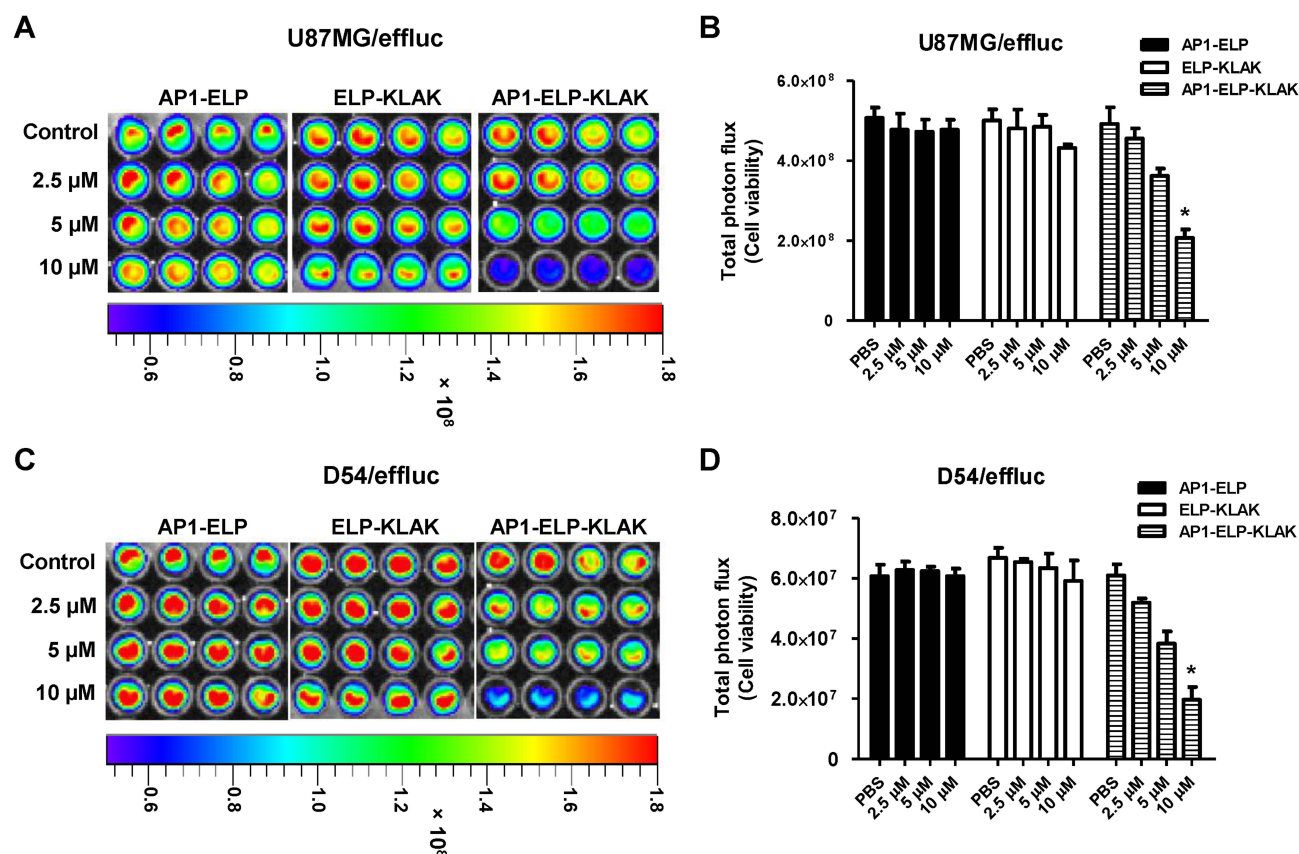 A
U87MG/effluc
AP1-ELP ELP-KLAK AP1-ELP-KLAK
Control
2.5 µM
5 µM
10 µM
0.6 1.0 1.2 1.4 1.8
× 10⁸
B
U87MG/effluc
AP1-ELP
ELP-KLAK
AP1-ELP-KLAK
Total photon flux
(Cell viability)
6.0×10⁸
4.0×10⁸
2.0×10⁸
0
*
PBS 2.5 µM 5 µM 10 µM PBS 2.5 µM 5 µM 10 µM PBS 2.5 µM 5 µM 10 µM
C
D54/effluc
AP1-ELP ELP-KLAK AP1-ELP-KLAK
Control
2.5 µM
5 µM
10 µM
0.6 0.8 1.0 1.2 1.4 1.6 1.8
× 10⁸
D
D54/effluc
AP1-ELP
ELP-KLAK
AP1-ELP-KLAK
Total photon flux
(Cell viability)
8.0×10⁷
6.0×10⁷
4.0×10⁷
2.0×10⁷
0
*
PBS 2.5 µM 5 µM 10 µM PBS 2.5 µM 5 µM 10 µM PBS 2.5 µM 5 µM 10 µM